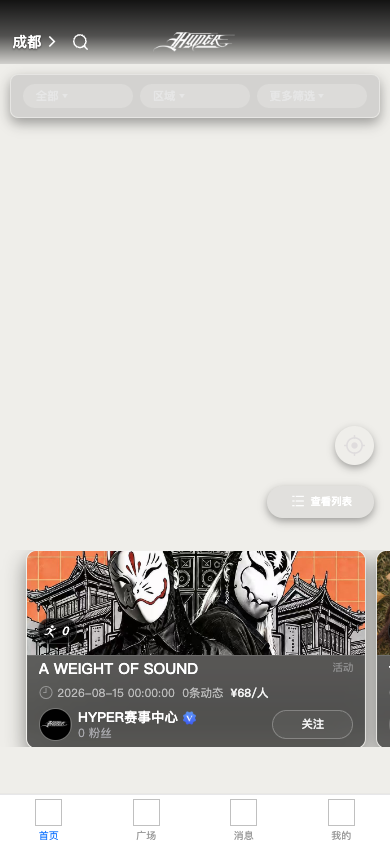 成都
HYPER
全部
区域
更多筛选
查看列表
A WEIGHT OF SOUND
活动
2026-08-15 00:00:00 0条动态 ¥68/人
HYPER赛事中心
0 粉丝
关注
首页
广场
消息
我的